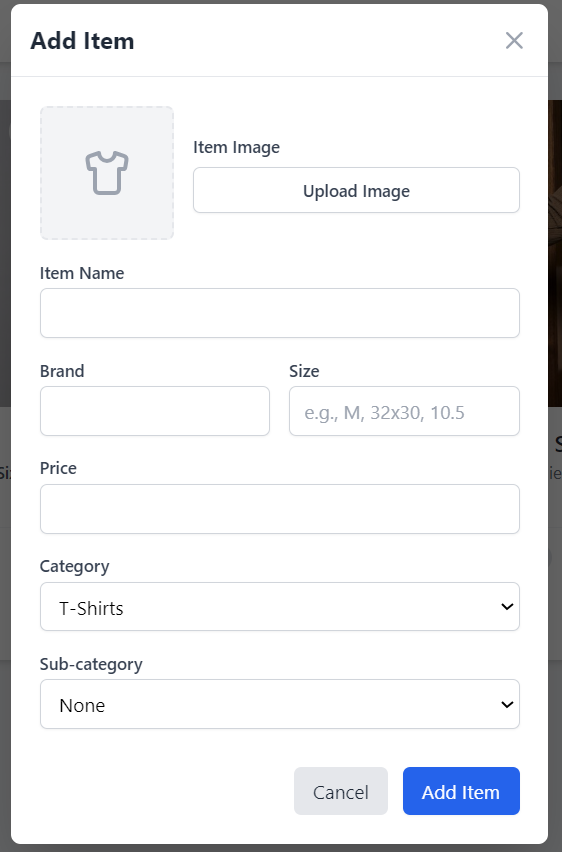 Add Item
Item Image
Upload Image
Item Name
Brand
Size
e.g., M, 32x30, 10.5
Price
Category
T-Shirts
Sub-category
None
Cancel
Add Item